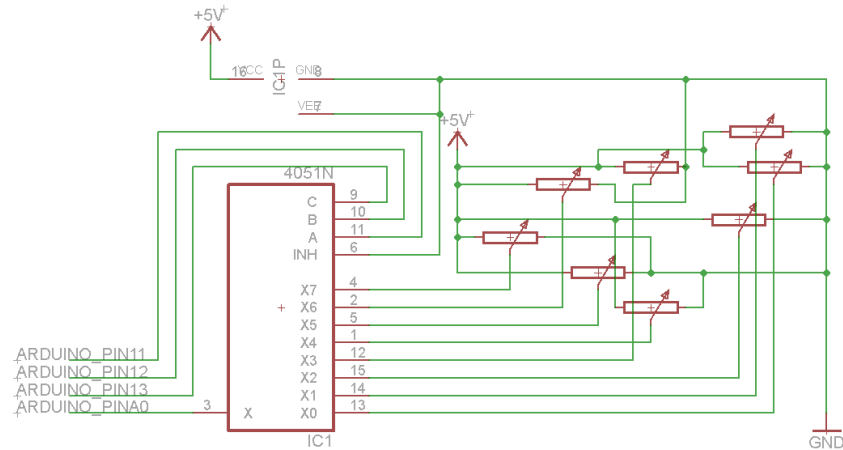 +5V
16 VCC
IC1P
GND 8
VEE 7
+5V
4051N
C 9
B 10
A 11
INH 6
X7 4
X6 2
X5 5
X4 1
ARDUINO_PIN11
X3 12
ARDUINO_PIN12
X2 15
ARDUINO_PIN13
X1 14
ARDUINO_PINA0
3 X
X0 13
IC1
GND